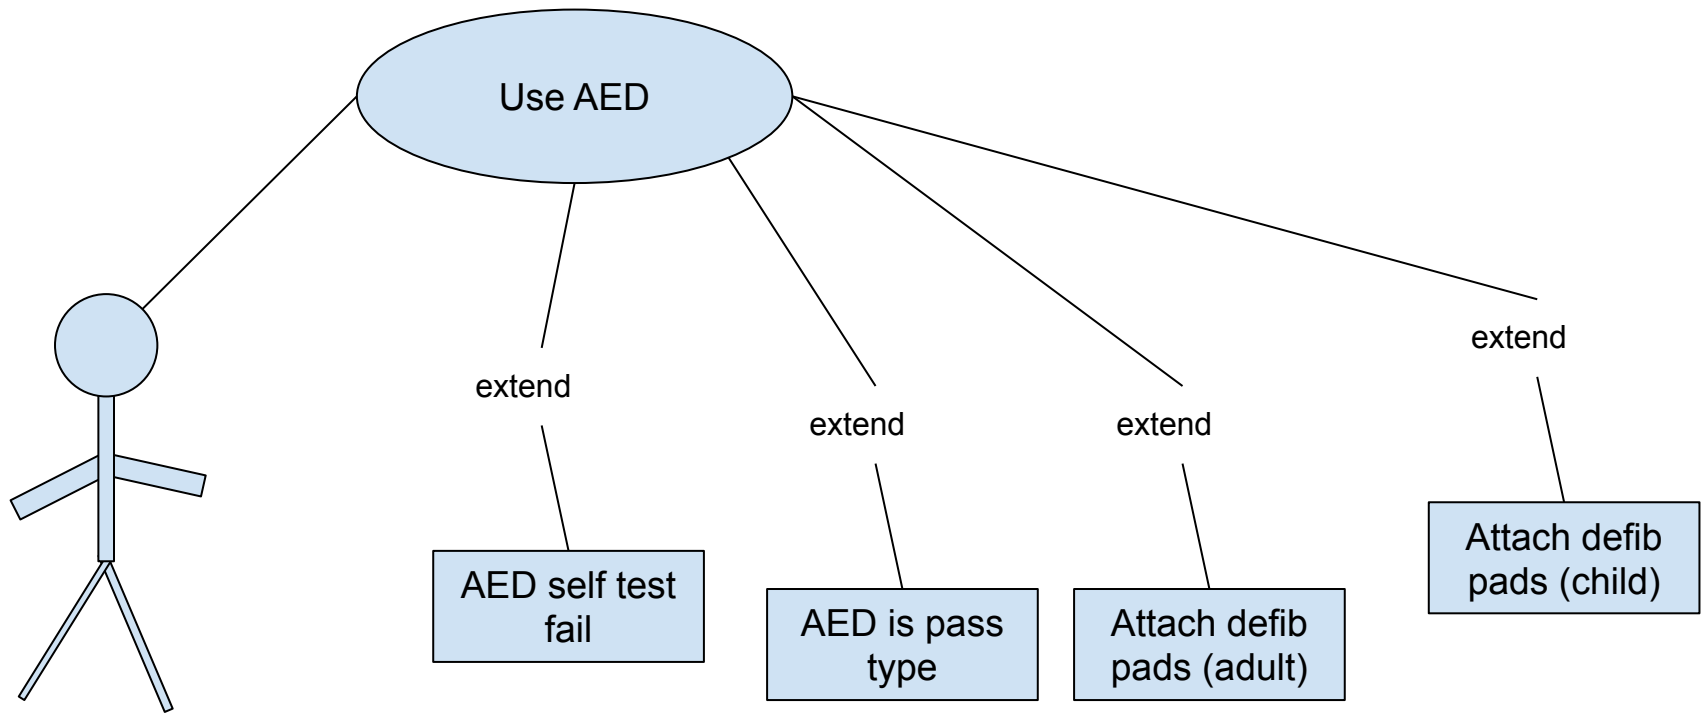 Use AED
extend
extend
extend
extend
AED self test
fail
AED is pass
type
Attach defib
pads (adult)
Attach defib
pads (child)